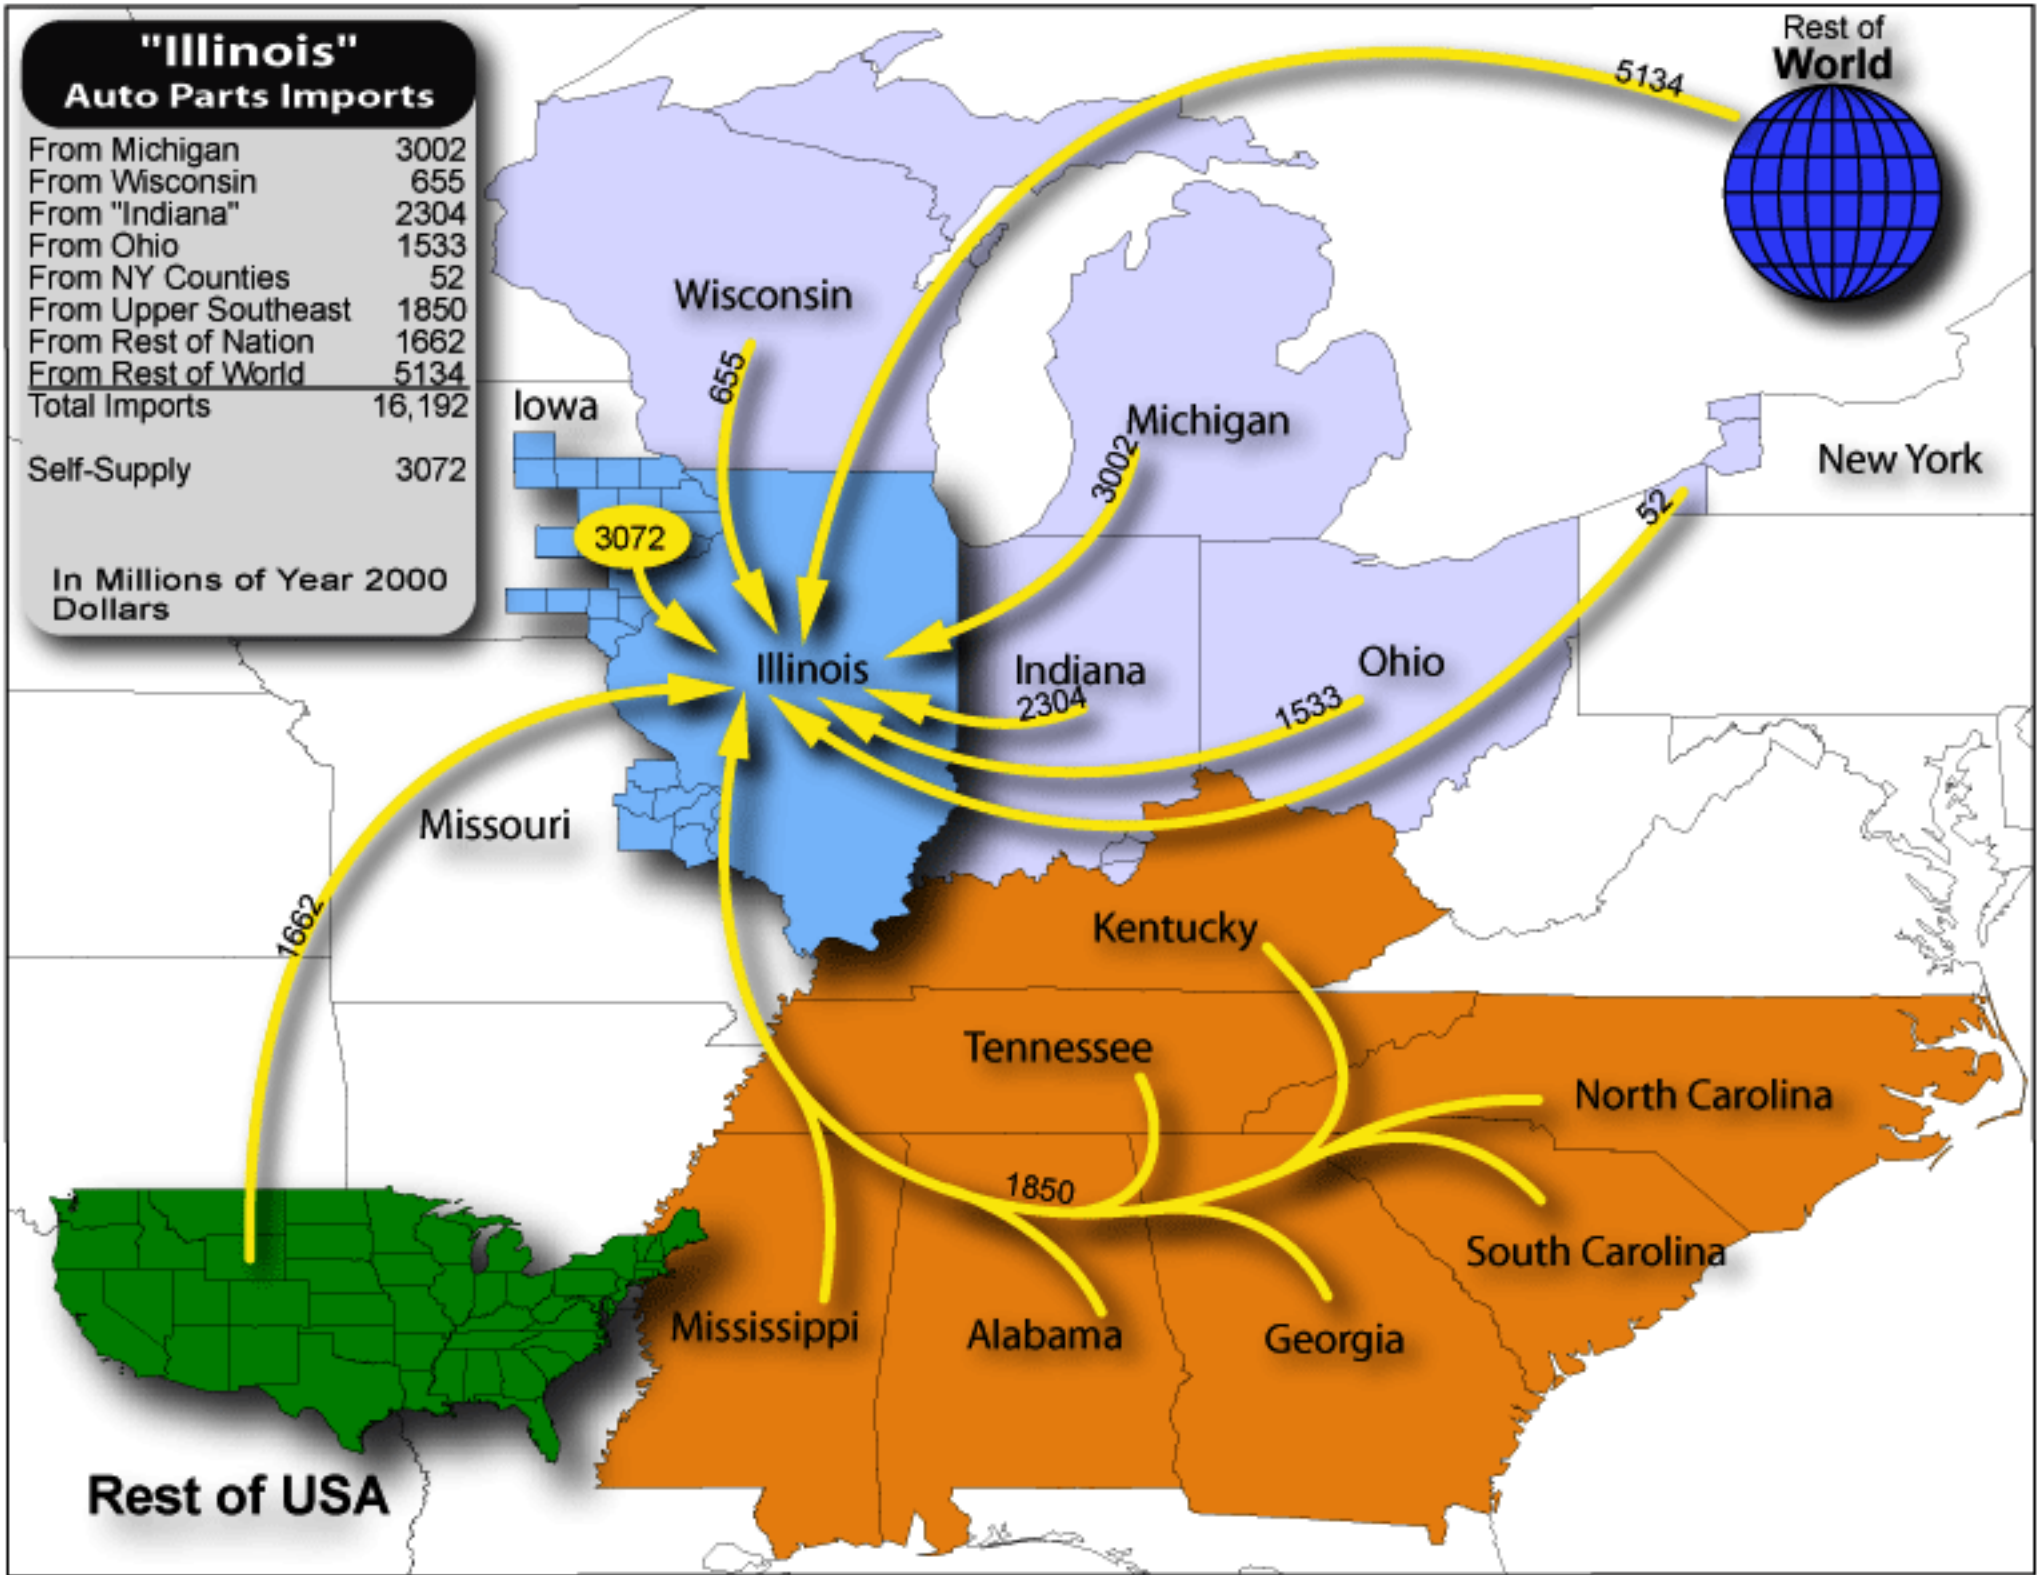 "Illinois"
Auto Parts Imports
From Michigan 3002
From Wisconsin 655
From "Indiana" 2304
From Ohio 1533
From NY Counties 52
From Upper Southeast 1850
From Rest of Nation 1662
From Rest of World 5134
Total Imports 16,192
Self-Supply 3072
In Millions of Year 2000
Dollars
Rest of
World
5134
Wisconsin
655
Iowa
Michigan
3002
New York
52
3072
Illinois
Indiana
2304
Ohio
1533
Missouri
1662
Kentucky
Tennessee
North Carolina
1850
South Carolina
Mississippi
Alabama
Georgia
Rest of USA